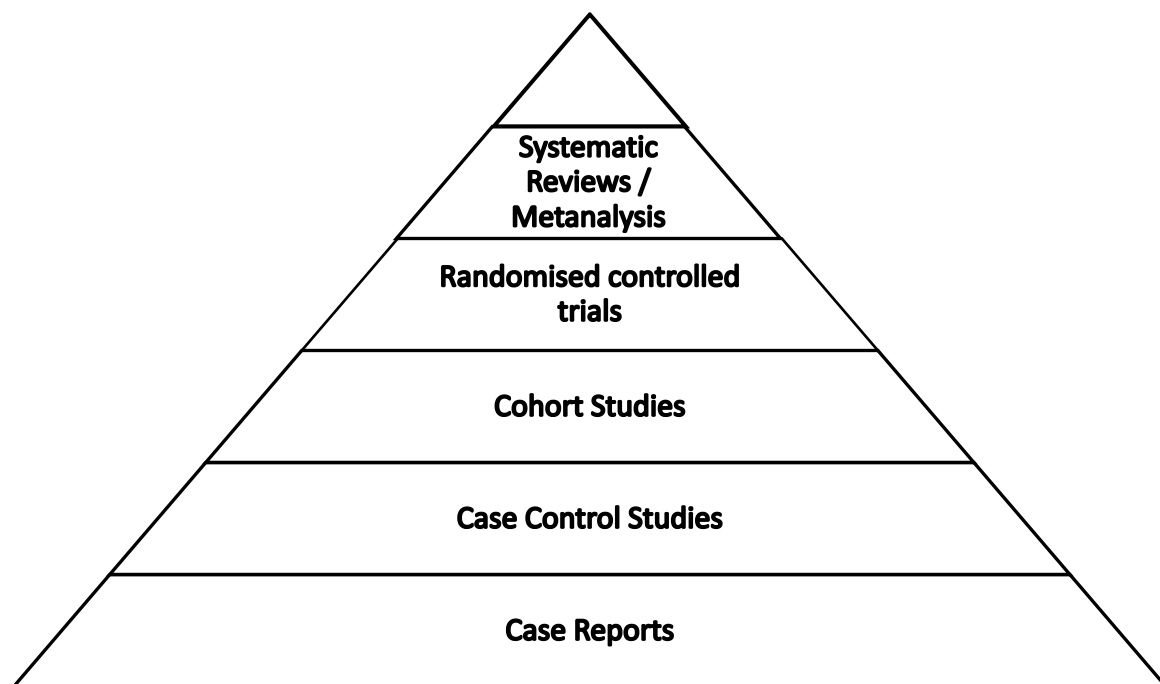 Systematic
Reviews /
Metanalysis
Randomised controlled
trials
Cohort Studies
Case Control Studies
Case Reports